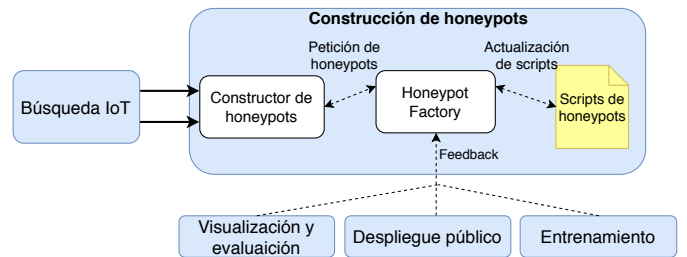 Construcción de honeypots
Petición de
honeypots
Actualización
de scripts
Búsqueda IoT
Constructor de
honeypots
Honeypot
Factory
Scripts de
honeypots
Feedback
Visualización y
evaluaición
Despliegue público
Entrenamiento